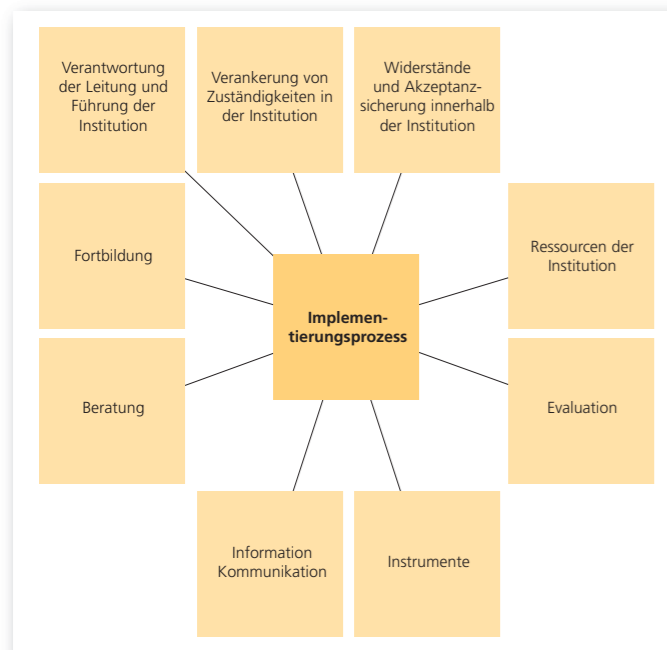 Verantwortung
der Leitung und
Führung der
Institution
Verankerung von
Zuständigkeiten in
der Institution
Widerstände
und Akzeptanz-
sicherung innerhalb
der Institution
Fortbildung
Ressourcen der
Institution
Implemen-
tierungsprozess
Beratung
Evaluation
Information
Kommunikation
Instrumente